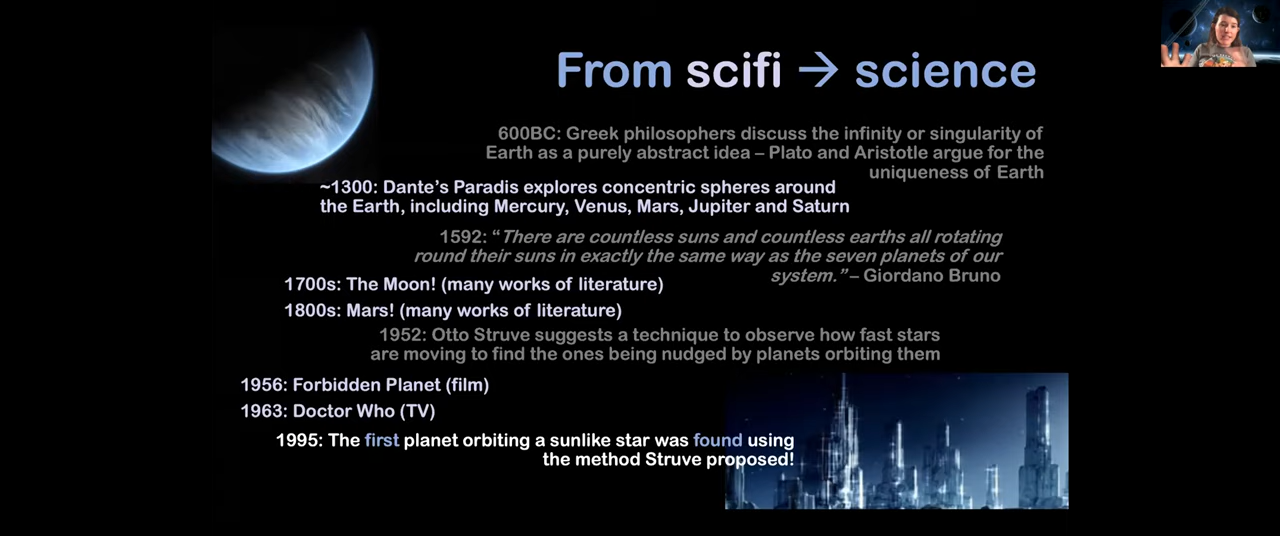 From scifi → science
600BC: Greek philosophers discuss the infinity or singularity of
Earth as a purely abstract idea – Plato and Aristotle argue for the
uniqueness of Earth
~1300: Dante's Paradis explores concentric spheres around
the Earth, including Mercury, Venus, Mars, Jupiter and Saturn
1592: “There are countless suns and countless earths all rotating
round their suns in exactly the same way as the seven planets of our
system.” – Giordano Bruno
1700s: The Moon! (many works of literature)
1800s: Mars! (many works of literature)
1952: Otto Struve suggests a technique to observe how fast stars
are moving to find the ones being nudged by planets orbiting them
1956: Forbidden Planet (film)
1963: Doctor Who (TV)
1995: The first planet orbiting a sunlike star was found using
the method Struve proposed!